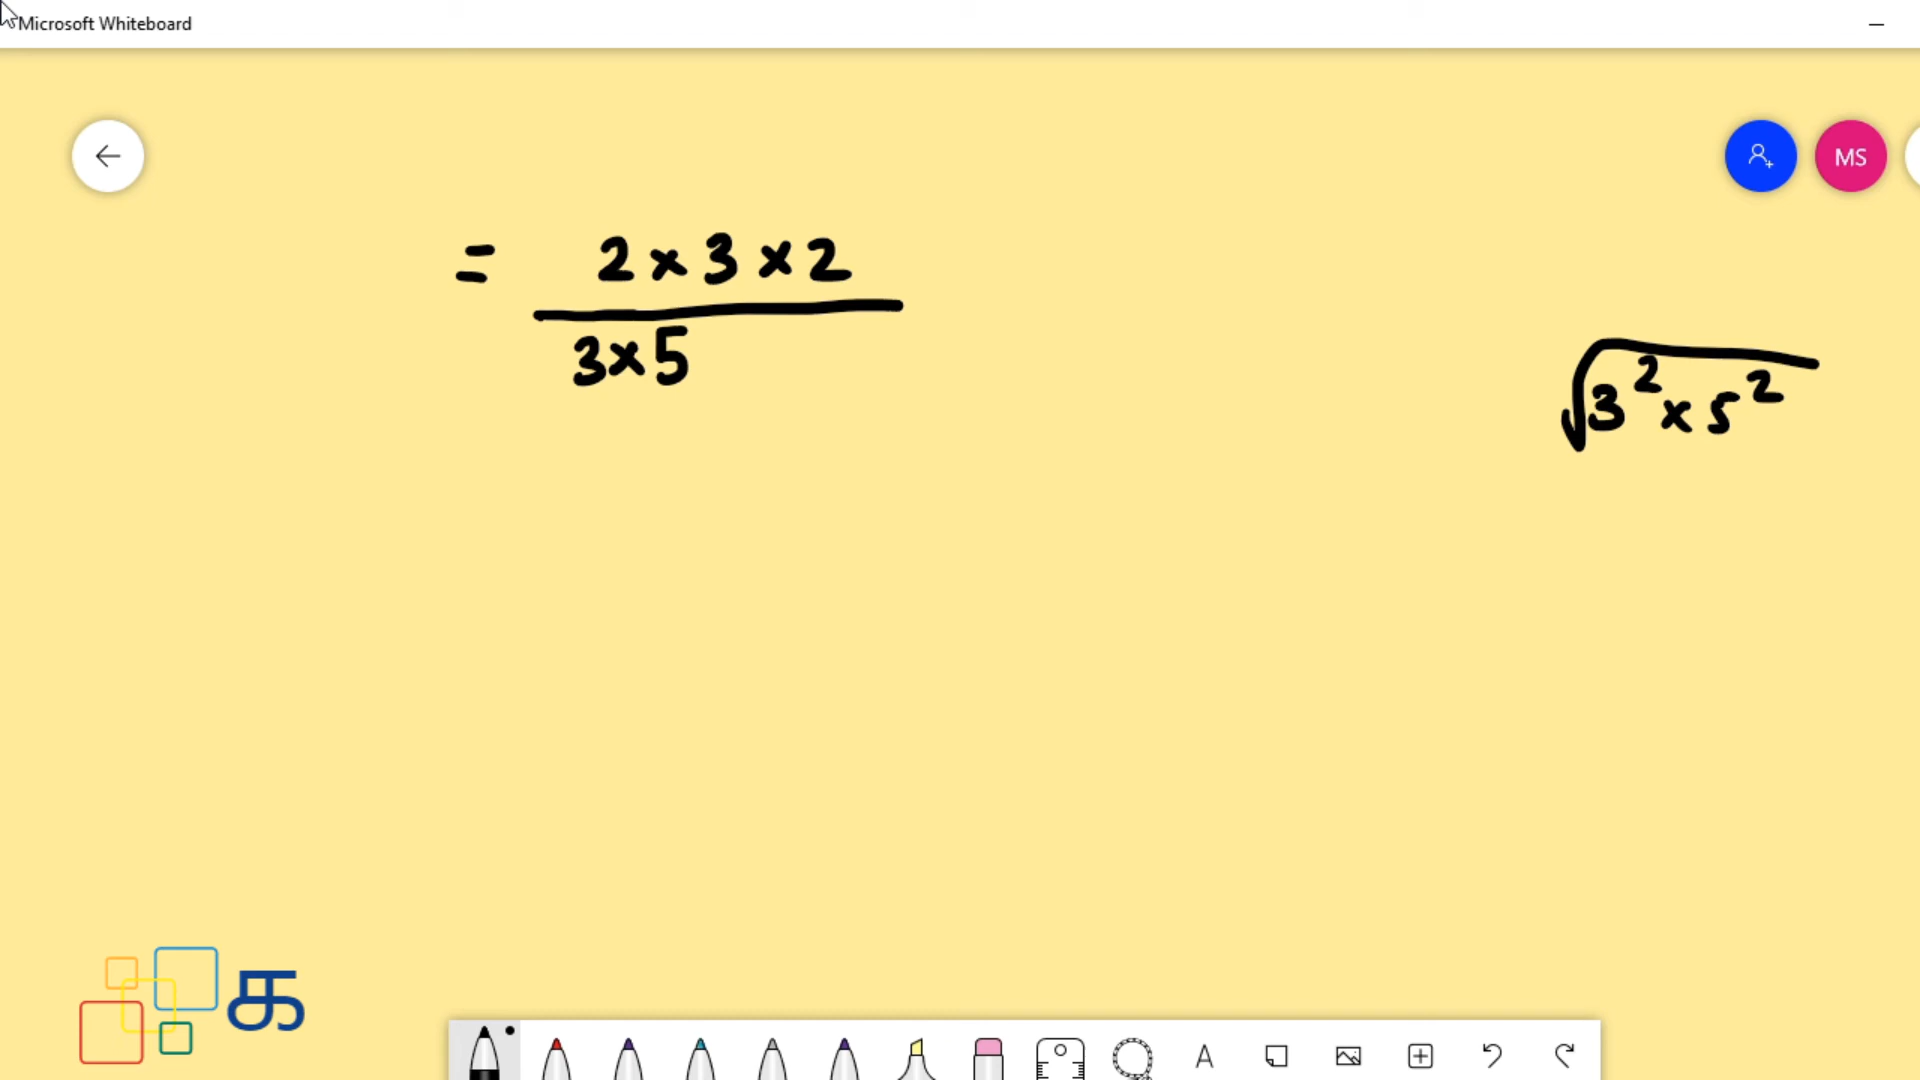 Microsoft Whiteboard
MS
= 2 × 3 × 2
3 × 5
√3² × 5²
க
A